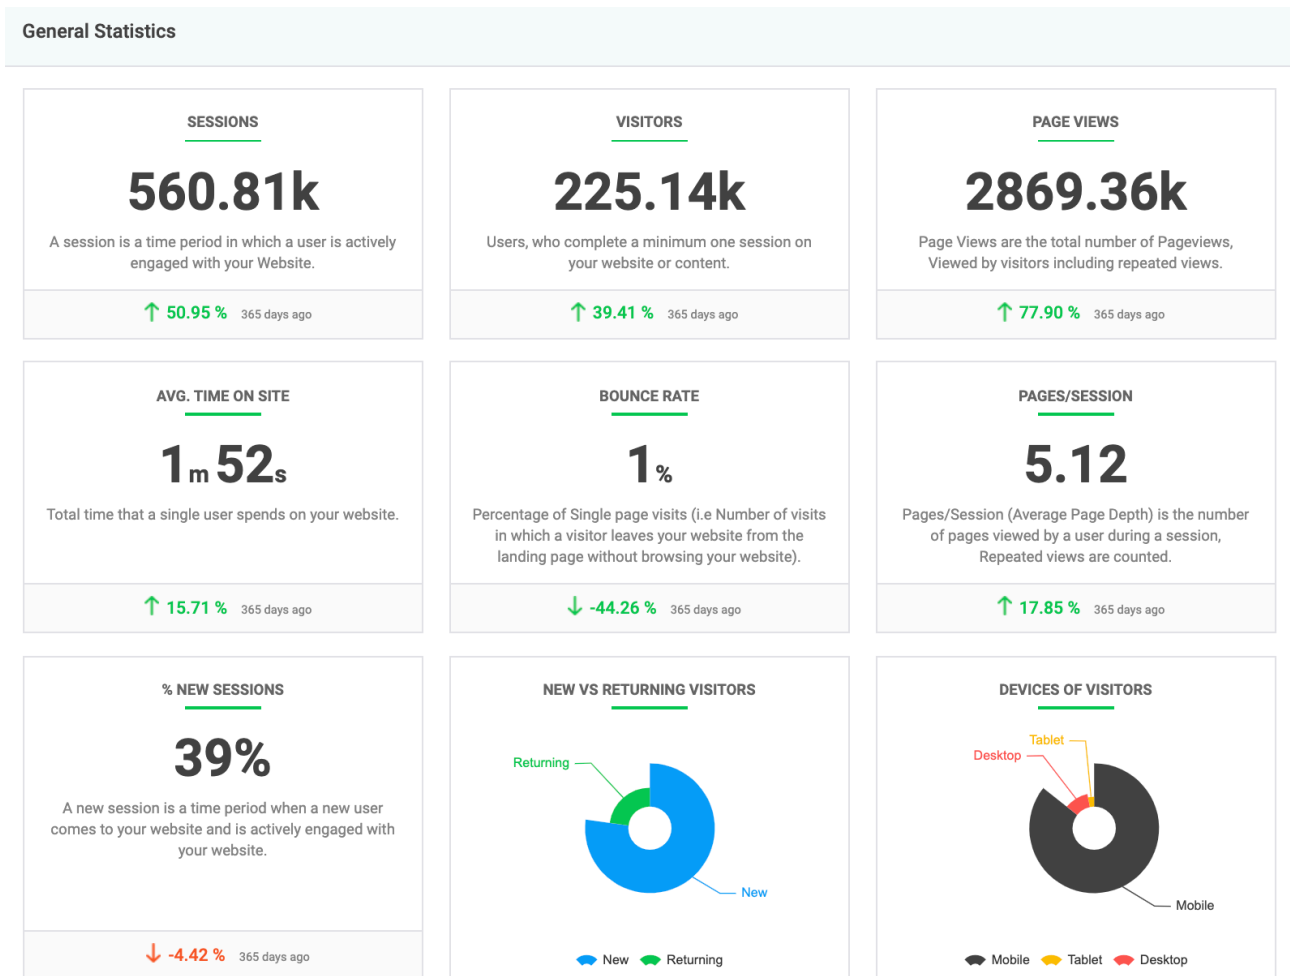 General Statistics
SESSIONS
560.81k
A session is a time period in which a user is actively
engaged with your Website.
50.95 % 365 days ago
VISITORS
225.14k
Users, who complete a minimum one session on
your website or content.
39.41 % 365 days ago
PAGE VIEWS
2869.36k
Page Views are the total number of Pageviews,
Viewed by visitors including repeated views.
77.90 % 365 days ago
AVG. TIME ON SITE
1m 52s
Total time that a single user spends on your website.
15.71 % 365 days ago
BOUNCE RATE
1%
Percentage of Single page visits (i.e Number of visits
in which a visitor leaves your website from the
landing page without browsing your website).
-44.26 % 365 days ago
PAGES/SESSION
5.12
Pages/Session (Average Page Depth) is the number
of pages viewed by a user during a session,
Repeated views are counted.
17.85 % 365 days ago
% NEW SESSIONS
39%
A new session is a time period when a new user
comes to your website and is actively engaged with
your website.
-4.42 % 365 days ago
NEW VS RETURNING VISITORS
Returning
New
New Returning
DEVICES OF VISITORS
Tablet
Desktop
Mobile
Mobile Tablet Desktop